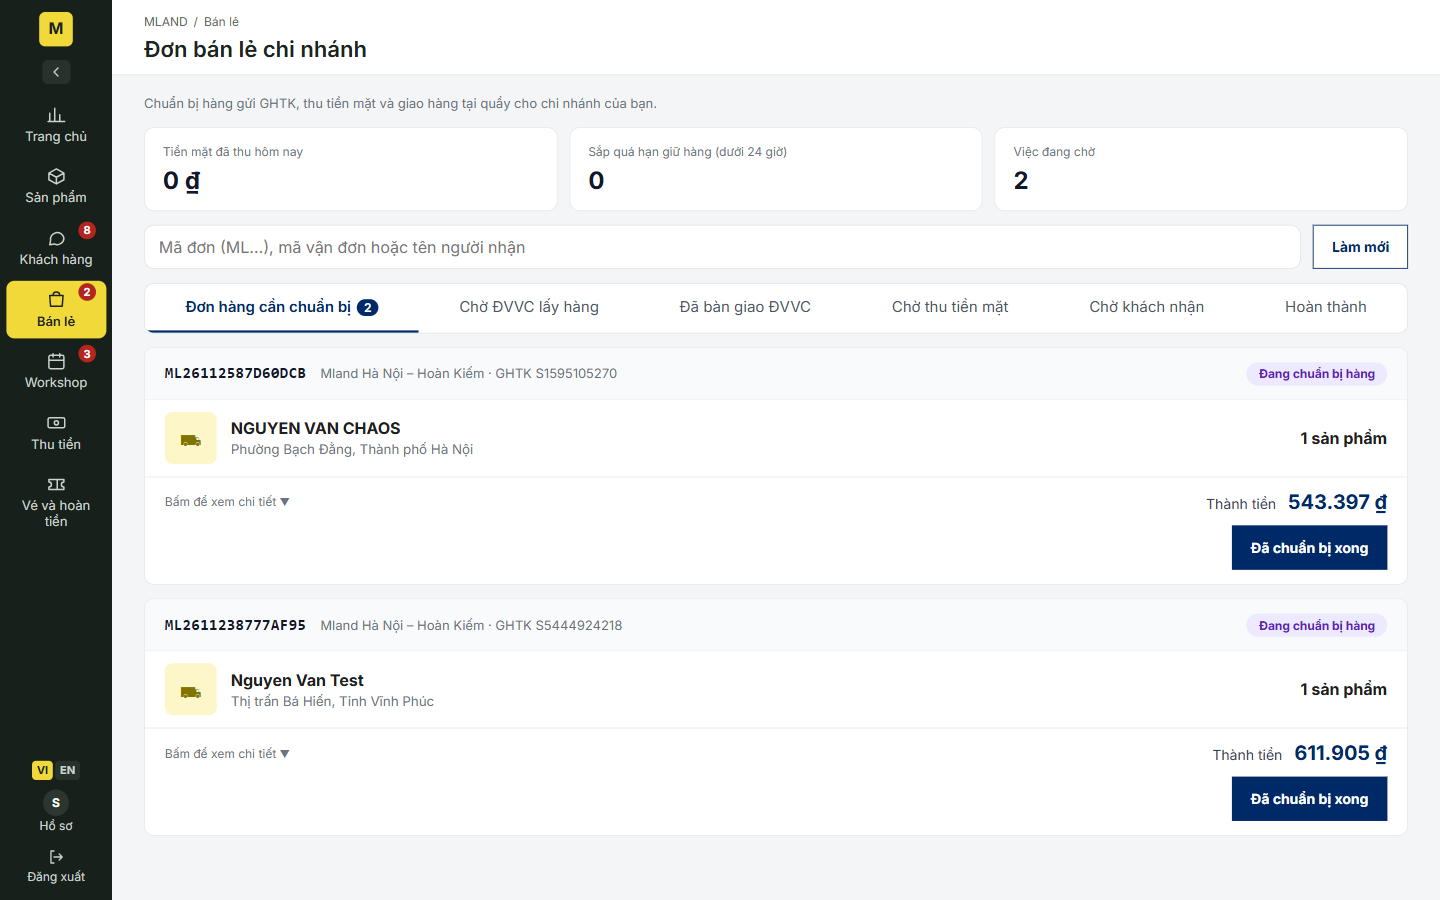 M
Trang chủ
Sản phẩm
8
Khách hàng
2
Bán lẻ
3
Workshop
Thu tiền
Vé và hoàn
tiền
VI EN
S
Hồ sơ
Đăng xuất
MLAND / Bán lẻ
Đơn bán lẻ chi nhánh
Chuẩn bị hàng gửi GHTK, thu tiền mặt và giao hàng tại quầy cho chi nhánh của bạn.
Tiền mặt đã thu hôm nay
0 ₫
Sắp quá hạn giữ hàng (dưới 24 giờ)
0
Việc đang chờ
2
Mã đơn (ML...), mã vận đơn hoặc tên người nhận
Làm mới
Đơn hàng cần chuẩn bị 2
Chờ ĐVVC lấy hàng
Đã bàn giao ĐVVC
Chờ thu tiền mặt
Chờ khách nhận
Hoàn thành
ML26112587D60DCB Mland Hà Nội – Hoàn Kiếm · GHTK S1595105270
Đang chuẩn bị hàng
NGUYEN VAN CHAOS
Phường Bạch Đằng, Thành phố Hà Nội
1 sản phẩm
Bấm để xem chi tiết ▼
Thành tiền 543.397 ₫
Đã chuẩn bị xong
ML2611238777AF95 Mland Hà Nội – Hoàn Kiếm · GHTK S5444924218
Đang chuẩn bị hàng
Nguyen Van Test
Thị trấn Bá Hiến, Tỉnh Vĩnh Phúc
1 sản phẩm
Bấm để xem chi tiết ▼
Thành tiền 611.905 ₫
Đã chuẩn bị xong